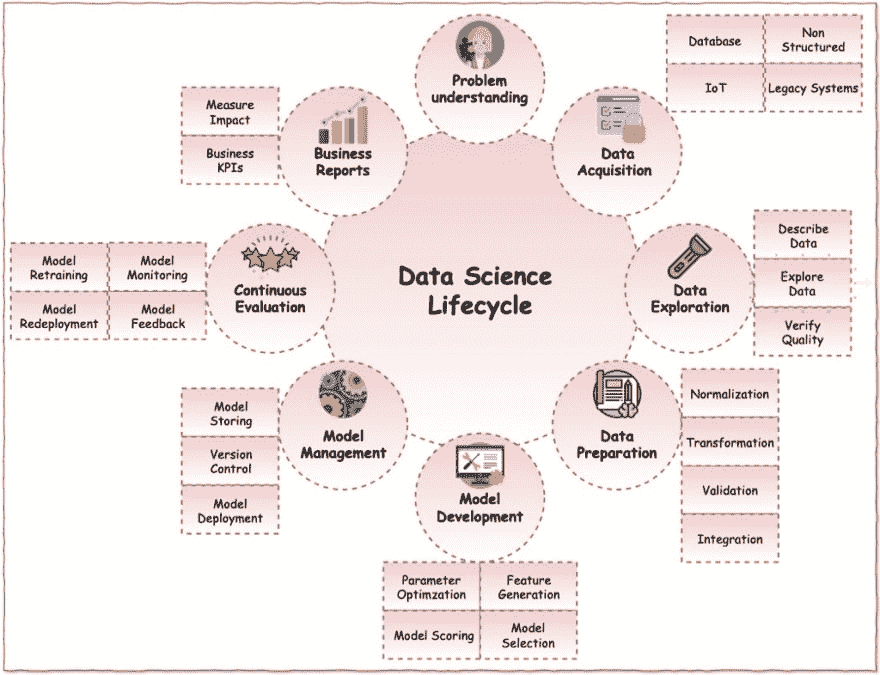 Problem
understanding
Database
Non
Structured
IoT
Legacy Systems
Data
Acquisition
Describe
Data
Explore
Data
Verify
Quality
Data
Exploration
Normalization
Transformation
Validation
Integration
Data
Preparation
Model
Development
Parameter
Optimzation
Feature
Generation
Model Scoring
Model
Selection
Model
Management
Model
Storing
Version
Control
Model
Deployment
Continuous
Evaluation
Model
Retraining
Model
Monitoring
Model
Redeployment
Model
Feedback
Business
Reports
Measure
Impact
Business
KPIs
Data Science
Lifecycle